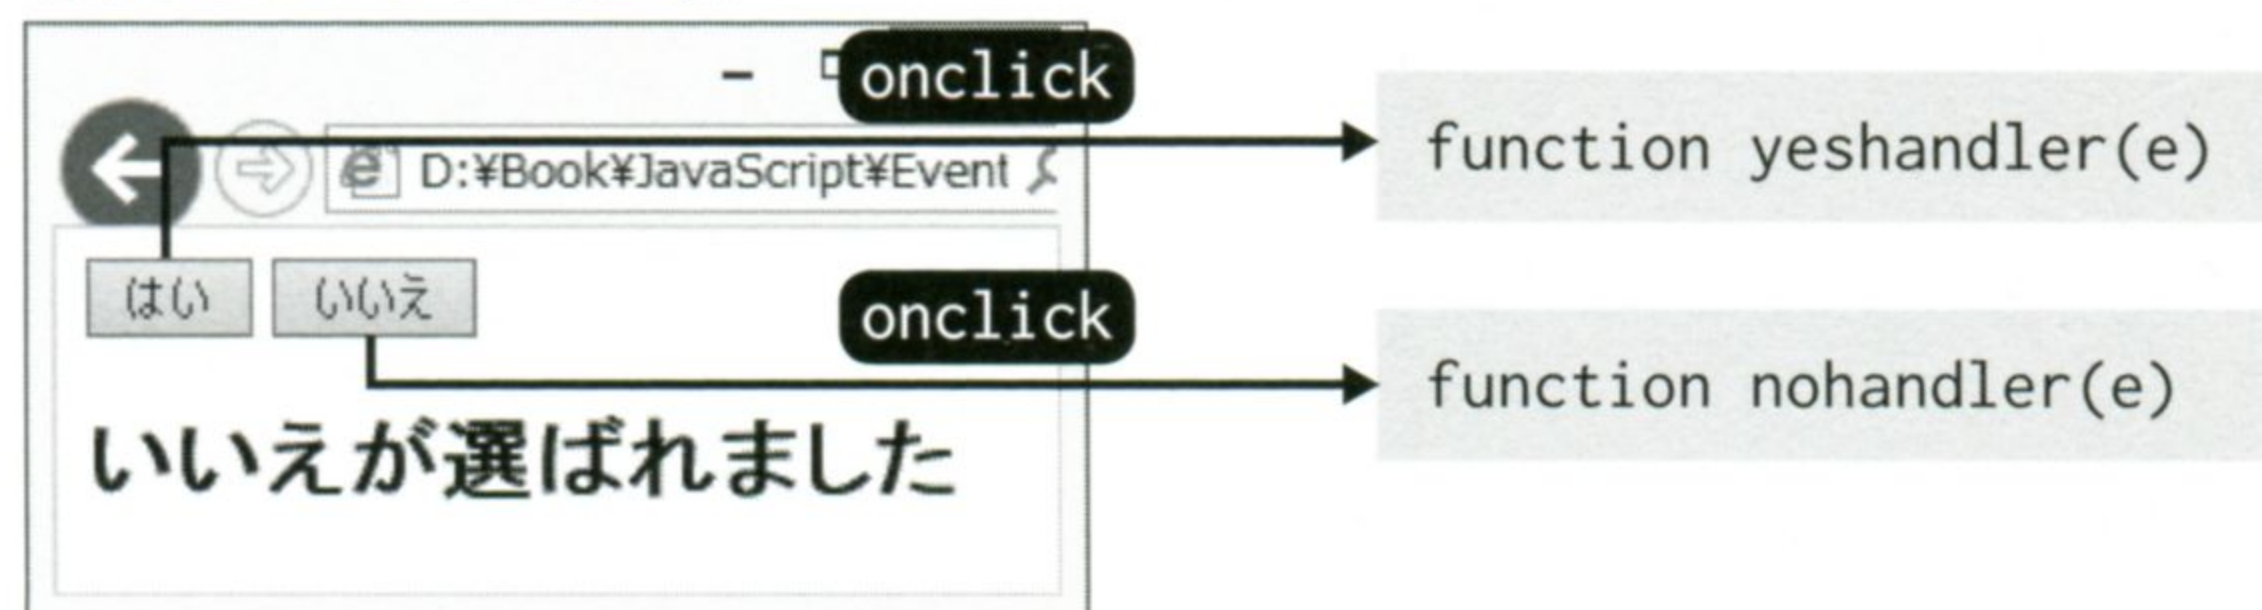 onclick
function yeshandler(e)
D:¥Book¥JavaScript¥Event
はい いいえ
onclick
function nohandler(e)
いいえが選ばれました